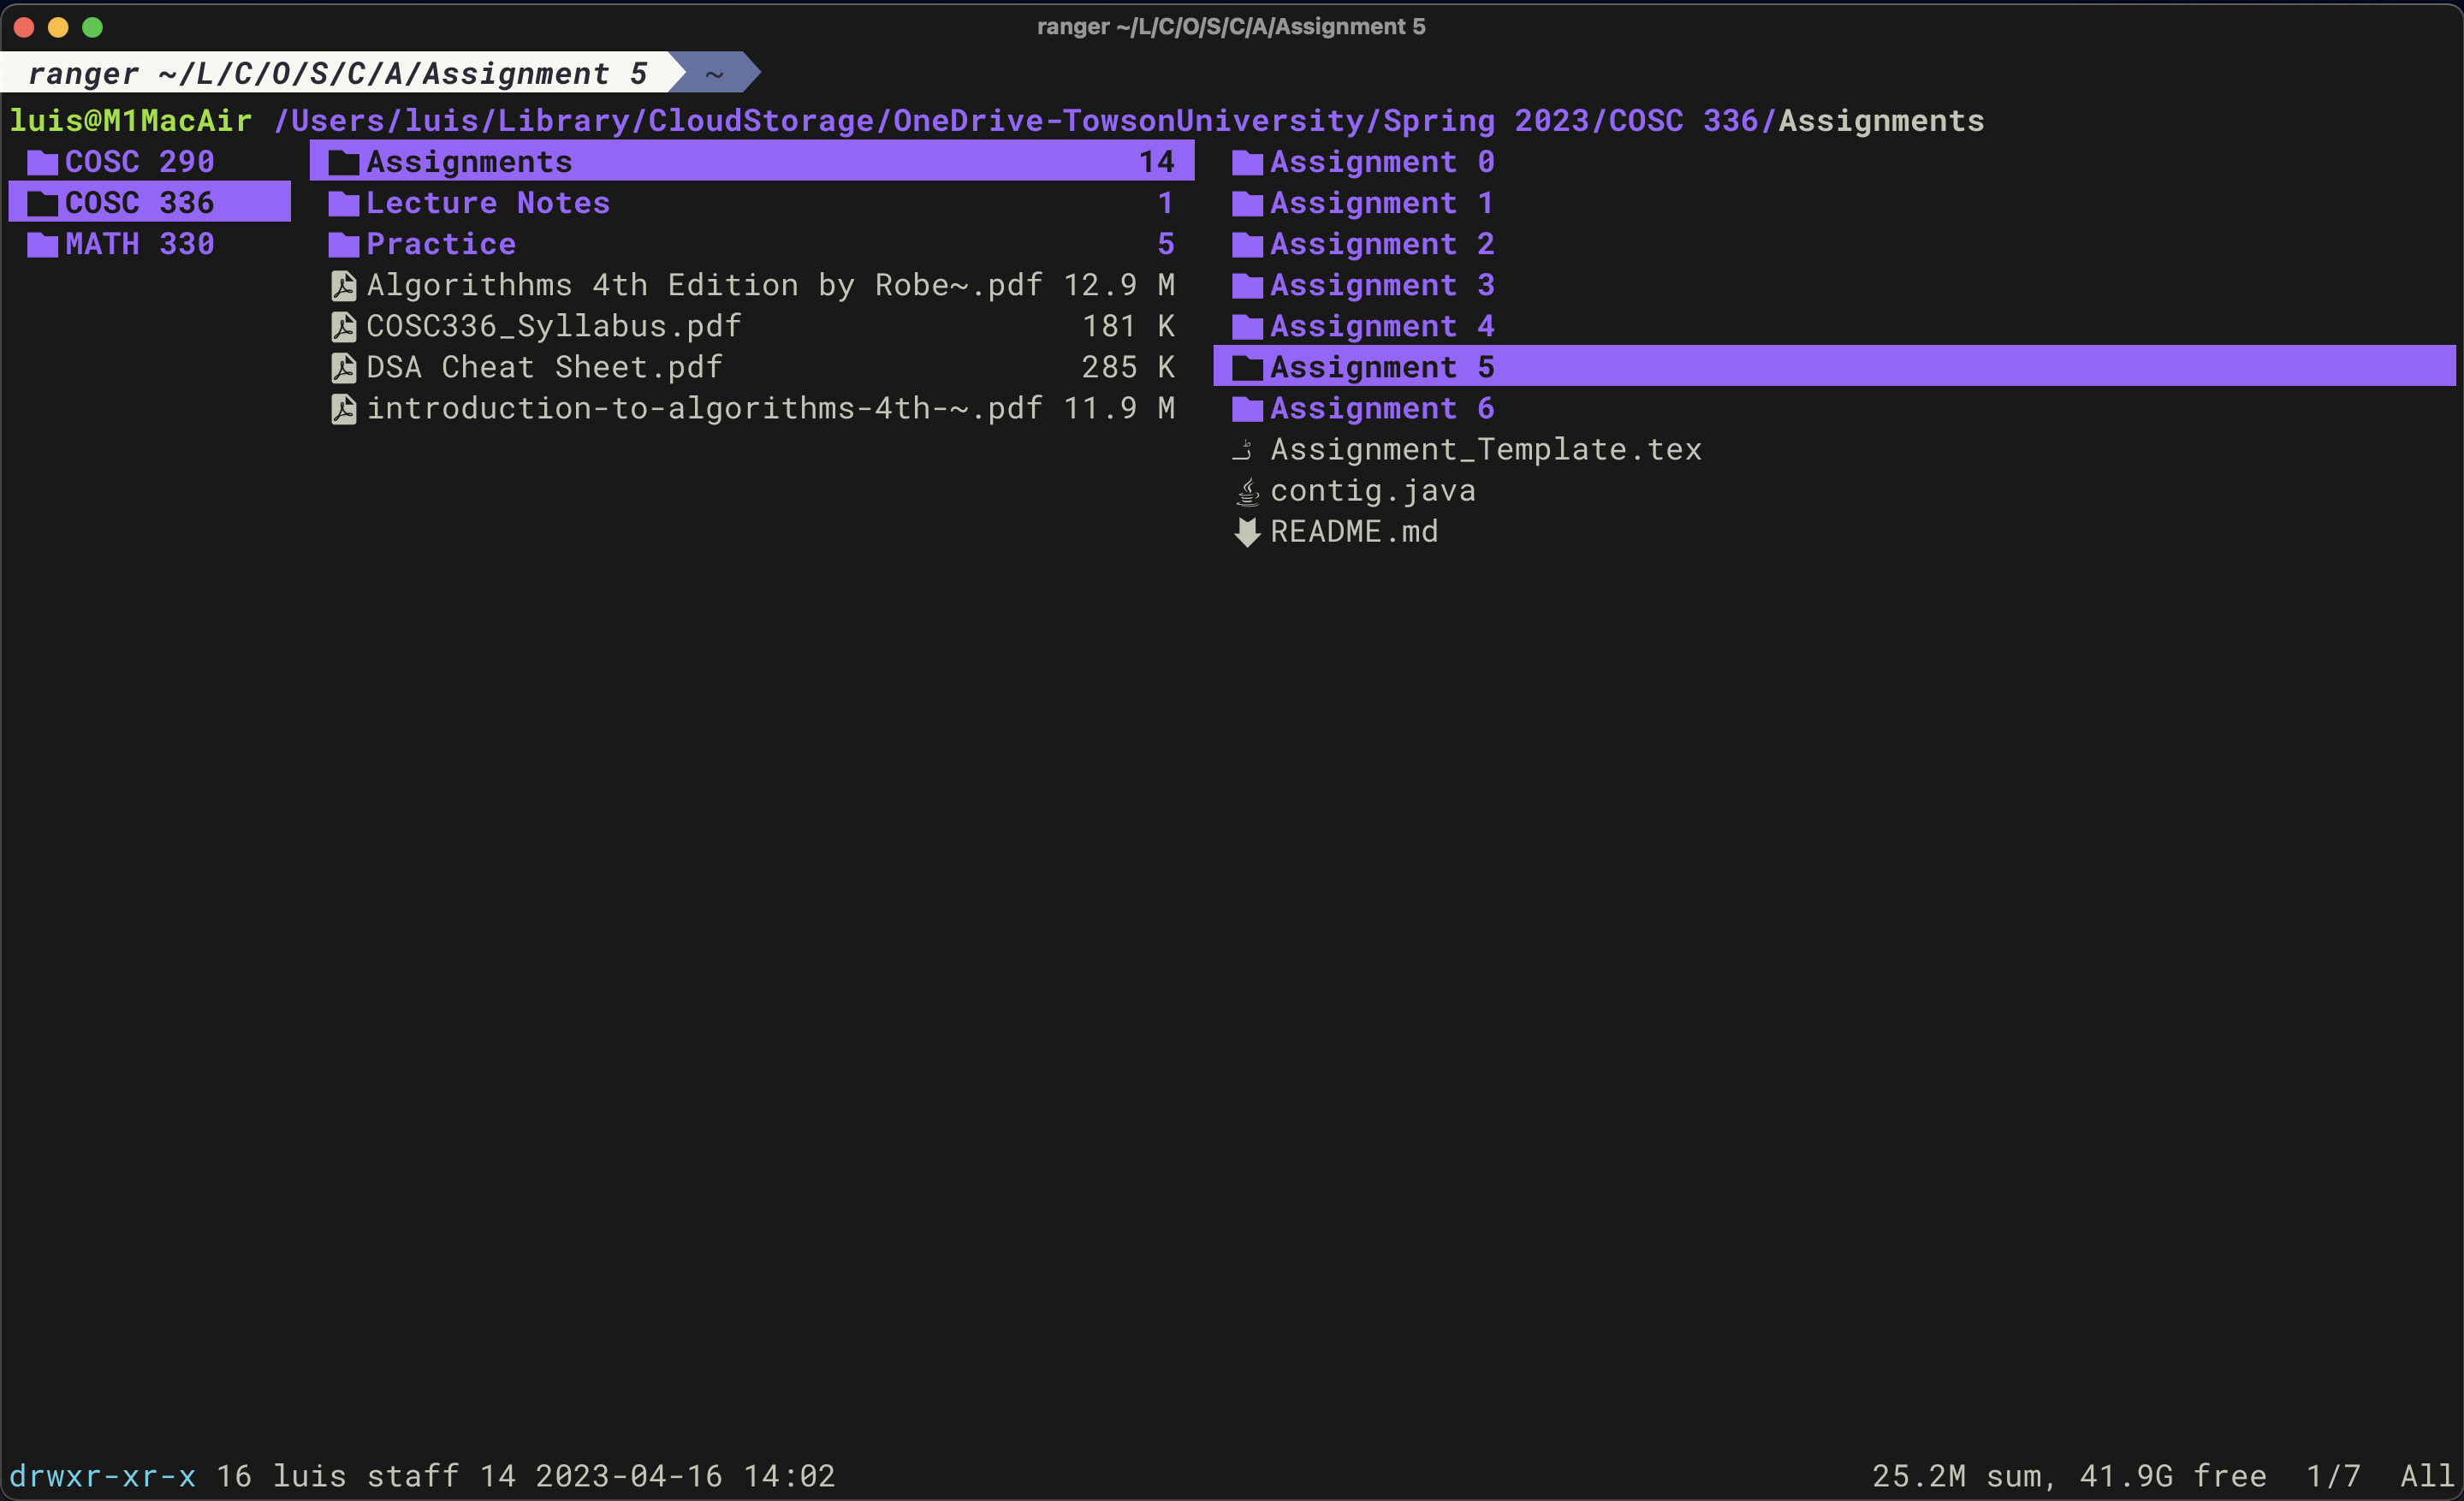 ranger ~/L/C/O/S/C/A/Assignment 5
ranger ~/L/C/O/S/C/A/Assignment 5 ~
luis@M1MacAir /Users/luis/Library/CloudStorage/OneDrive-TowsonUniversity/Spring 2023/COSC 336/Assignments
COSC 290
COSC 336
MATH 330
Assignments 14
Lecture Notes 1
Practice 5
Algorithhms 4th Edition by Robe~.pdf 12.9 M
COSC336_Syllabus.pdf 181 K
DSA Cheat Sheet.pdf 285 K
introduction-to-algorithms-4th-~.pdf 11.9 M
Assignment 0
Assignment 1
Assignment 2
Assignment 3
Assignment 4
Assignment 5
Assignment 6
Assignment_Template.tex
contig.java
README.md
drwxr-xr-x 16 luis staff 14 2023-04-16 14:02
25.2M sum, 41.9G free 1/7 All